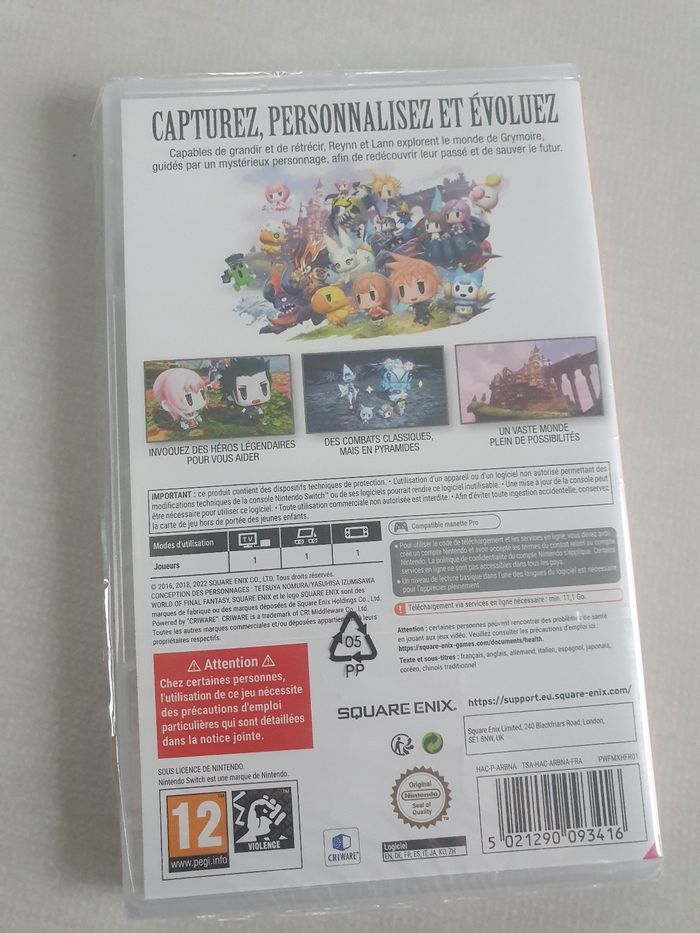 CAPTUREZ, PERSONNALISEZ ET ÉVOLUEZ
Capables de grandir et de rétrécir, Reynn et Lann explorent le monde de Grymoire,
guidés par un mystérieux personnage, afin de redécouvrir leur passé et de sauver le futur.
INVOQUEZ DES HÉROS LÉGENDAIRES
POUR VOUS AIDER
DES COMBATS CLASSIQUES,
MAIS EN PYRAMIDES
UN VASTE MONDE
PLEIN DE POSSIBILITÉS
IMPORTANT : ce produit contient des dispositifs techniques de protection. • L'utilisation d'un appareil ou d'un logiciel non autorisé permettant des
modifications techniques de la console Nintendo Switch™ ou de ses logiciels pourrait rendre ce logiciel inutilisable. • Une mise à jour de la console peut
être nécessaire pour utiliser ce logiciel. • Toute utilisation commerciale non autorisée est interdite. • Afin d'éviter toute ingestion accidentelle, conservez
la carte de jeu hors de portée des jeunes enfants.
Modes d'utilisation
TV
Joueurs
1
1
1
Compatible manette Pro
• Pour utiliser le code de téléchargement et les services en ligne, vous devez avoir
créé un compte Nintendo et avoir accepté les termes du contrat relatif au compte
Nintendo. La politique de confidentialité du compte Nintendo s'applique. Certains
services en ligne ne sont pas accessibles dans tous les pays.
• Un niveau de lecture basique dans l'une des langues du logiciel est nécessaire
pour l'apprécier pleinement.
! Téléchargement via services en ligne nécessaire : min. 11,1 Go.
© 2016, 2018, 2022 SQUARE ENIX CO., LTD. Tous droits réservés.
CONCEPTION DES PERSONNAGES : TETSUYA NOMURA/YASUHISA IZUMISAWA
WORLD OF FINAL FANTASY, SQUARE ENIX et le logo SQUARE ENIX sont des
marques de fabrique ou des marques déposées de Square Enix Holdings Co., Ltd.
Powered by "CRIWARE". CRIWARE is a trademark of CRI Middleware Co., Ltd.
Toutes les autres marques commerciales et/ou déposées appartiennent à leurs
propriétaires respectifs.
Attention : certaines personnes peuvent rencontrer des problèmes de santé
en jouant aux jeux vidéo. Veuillez consulter les précautions d'emploi ici :
https://square-enix-games.com/documents/health.
Texte et sous-titres : français, anglais, allemand, italien, espagnol, japonais,
coréen, chinois traditionnel
05
PP
Attention
Chez certaines personnes,
l'utilisation de ce jeu nécessite
des précautions d'emploi
particulières qui sont détaillées
dans la notice jointe.
SQUARE ENIX.
https://support.eu.square-enix.com/
Square Enix Limited, 240 Blackfriars Road, London,
SE1 8NW, UK
SOUS LICENCE DE NINTENDO.
Nintendo Switch est une marque de Nintendo.
HAC-P-ARBNA TSA-HAC-ARBNA-FRA PWFMXHFR01
12
www.pegi.info
VIOLENCE
CRIWARE
Original
Nintendo
Seal of
Quality
Logiciel
EN, DE, FR, ES, IT, JA, KO, ZH
5 021290 093416